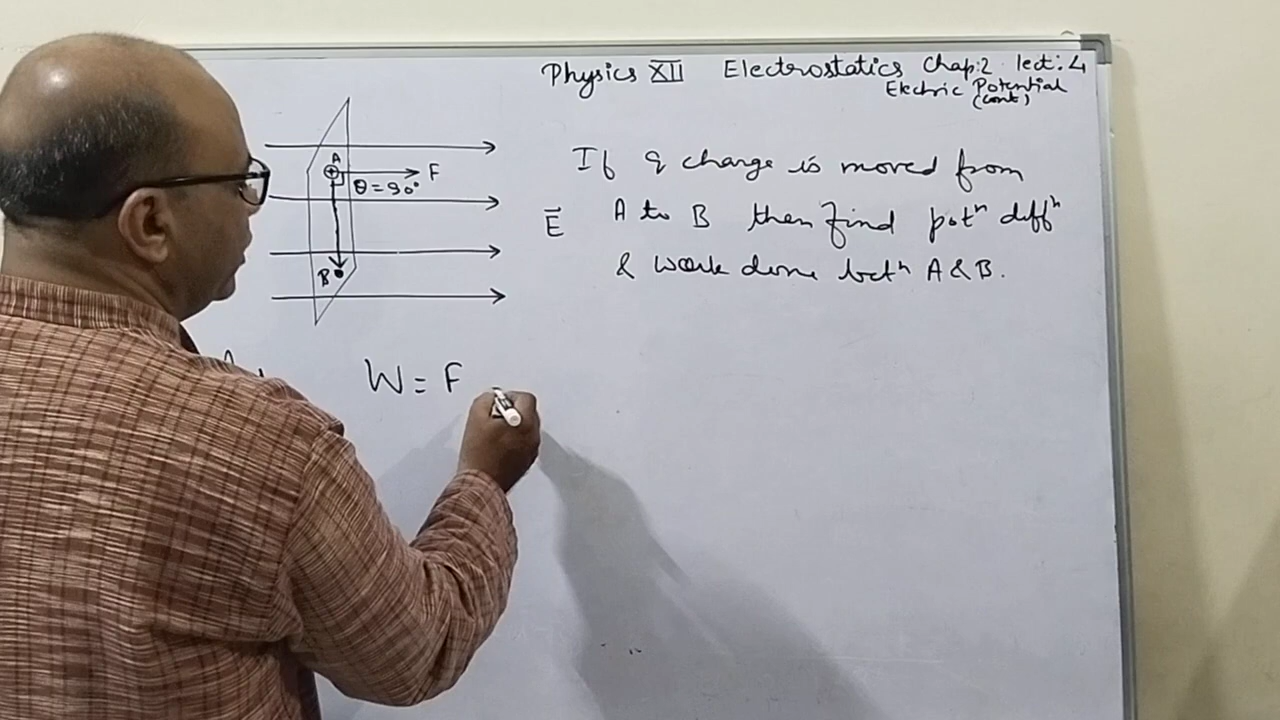 Physics XII Electrostatics Chap:2 lect:4
Electric Potential
(cont)
A
F
θ = 90°
B
E
If q charge is moved from
A to B then find potⁿ diffⁿ
& work done betⁿ A & B.
W = F